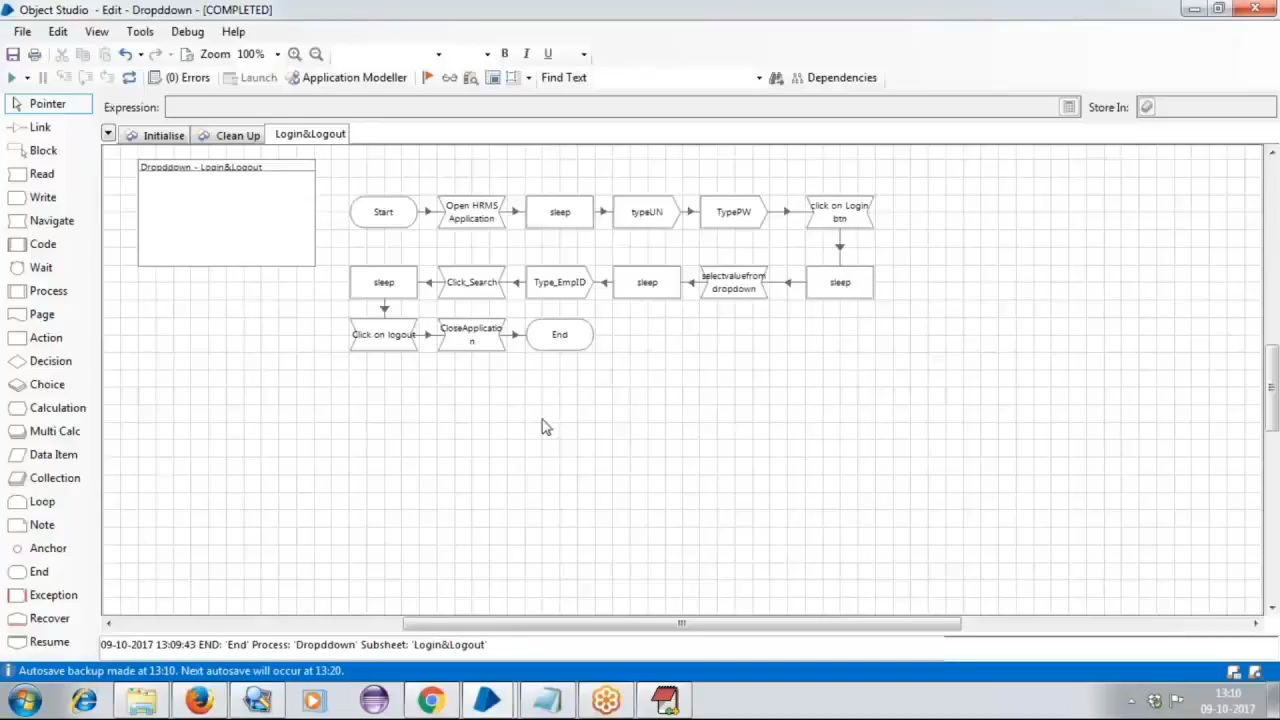 Object Studio - Edit - Dropddown - [COMPLETED]
File Edit View Tools Debug Help
Zoom 100% B I U
(0) Errors Launch Application Modeller Find Text Dependencies
Pointer
Expression: Store In:
Link
Initialise Clean Up Login&Logout
Block
Dropddown - Login&Logout
Read
Write
Navigate
Code
Wait
Process
Page
Action
Decision
Choice
Calculation
Multi Calc
Data Item
Collection
Loop
Note
Anchor
End
Exception
Recover
Resume
Start
Open HRMS
Application
sleep
typeUN
TypePW
click on Login
btn
sleep
selectvaluefrom
dropdown
sleep
Type_EmpID
Click_Search
sleep
Click on logout
CloseApplicatio
n
End
09-10-2017 13:09:43 END: 'End' Process: 'Dropddown' Subsheet: 'Login&Logout'
Autosave backup made at 13:10. Next autosave will occur at 13:20.
13:10
09-10-2017